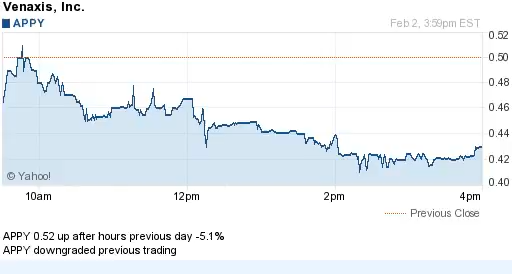 Venaxis, Inc.
APPY
Feb 2, 3:59pm EST
0.52
0.50
0.48
0.46
0.44
0.42
0.40
© Yahoo!
10am 12pm 2pm 4pm
Previous Close
APPY 0.52 up after hours previous day -5.1%
APPY downgraded previous trading